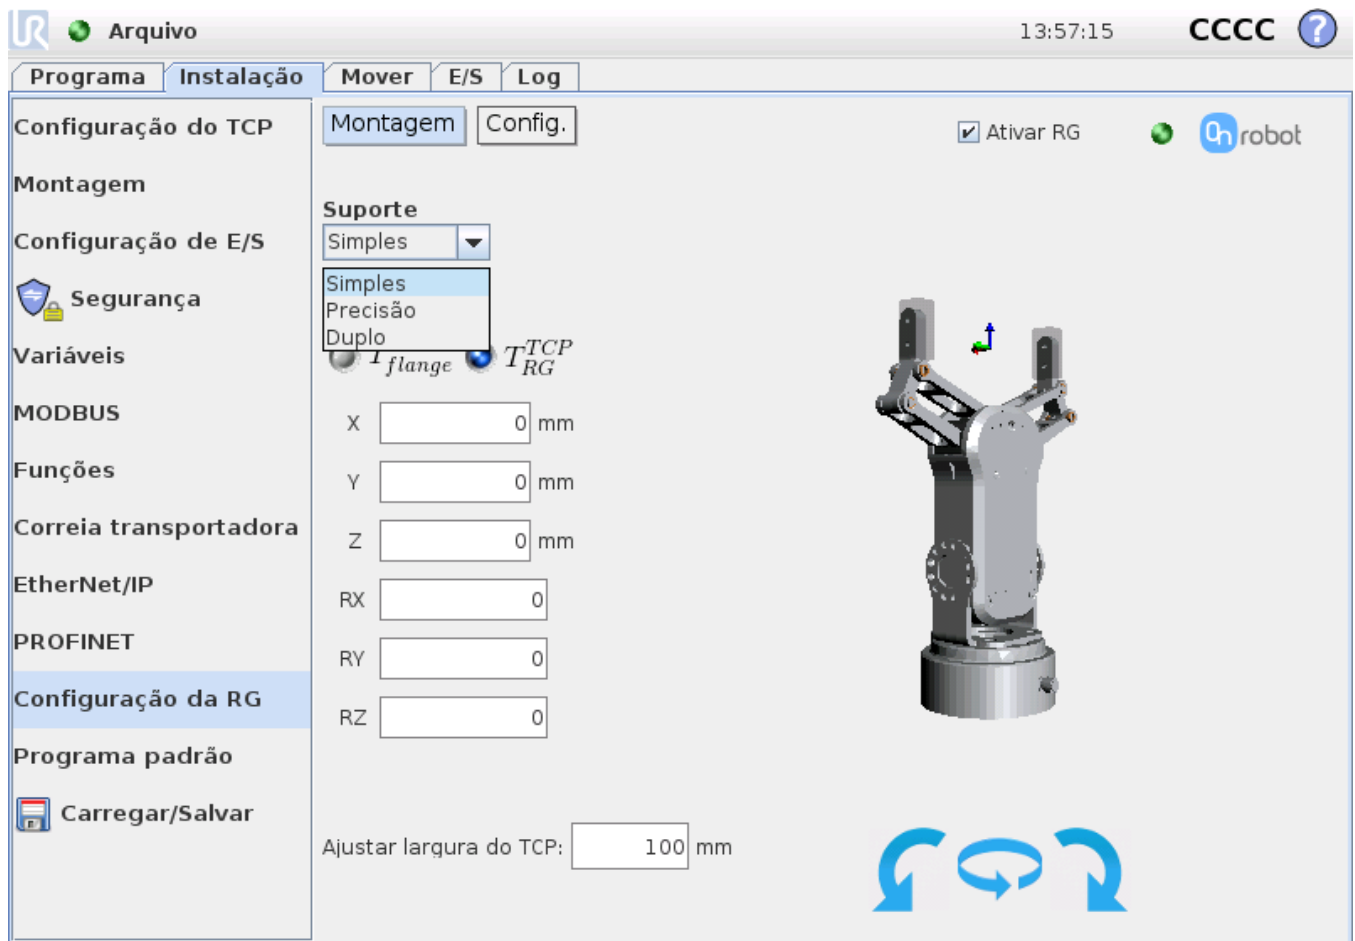 UR Arquivo 13:57:15 CCCC ?
Programa Instalação Mover E/S Log
Configuração do TCP
Montagem
Configuração de E/S
Segurança
Variáveis
MODBUS
Funções
Correia transportadora
EtherNet/IP
PROFINET
Configuração da RG
Programa padrão
Carregar/Salvar
Montagem Config. Ativar RG On robot
Suporte
Simples
Simples
Precisão
Duplo
flange T_{RG}^{TCP}
X 0 mm
Y 0 mm
Z 0 mm
RX 0
RY 0
RZ 0
Ajustar largura do TCP: 100 mm